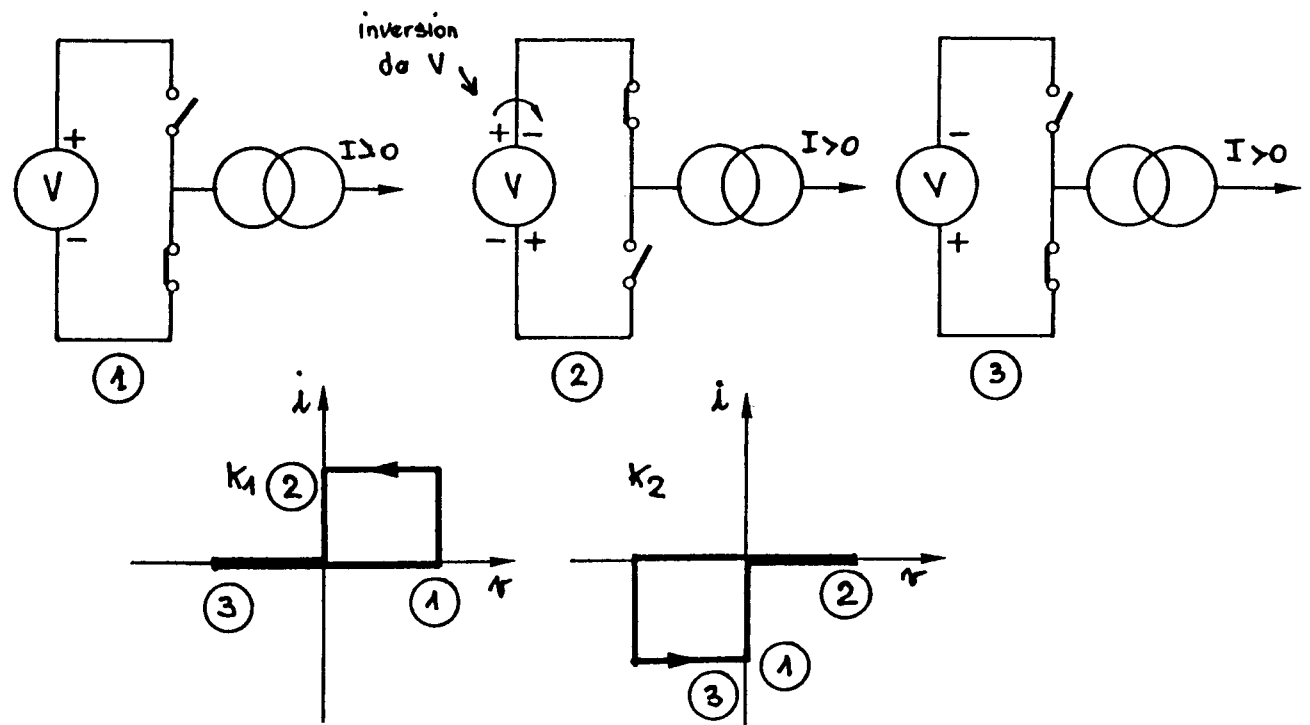 inversion
de V
+
V
-
I≥0
①
+ -
V
- +
I>0
②
-
V
+
I>0
③
i
K1
②
③
①
v
i
K2
②
③
①
v